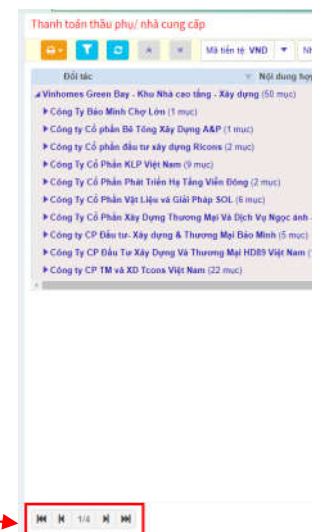 Thanh toán thầu phụ/ nhà cung cấp
Mã tiền tệ: VND
Đối tác Nội dung hợp
Vinhomes Green Bay - Khu Nhà cao tầng - Xây dựng (50 mục)
Công Ty Bảo Minh Chợ Lớn (1 mục)
Công ty Cổ phần Bê Tông Xây Dựng A&P (1 mục)
Công ty Cổ phần đầu tư xây dựng Ricons (2 mục)
Công Ty Cổ Phần KLP Việt Nam (9 mục)
Công Ty Cổ Phần Phát Triển Hạ Tầng Viễn Đông (2 mục)
Công Ty Cổ Phần Vật Liệu và Giải Pháp SOL (6 mục)
Công Ty Cổ Phần Xây Dựng Thương Mại Và Dịch Vụ Ngọc ánh -
Công ty CP Đầu tư- Xây dựng & Thương Mại Bảo Minh (5 mục)
Công Ty CP Đầu Tư Xây Dựng Và Thương Mại HD89 Việt Nam (
Công ty CP TM và XD Tcons Việt Nam (22 mục)
1/4